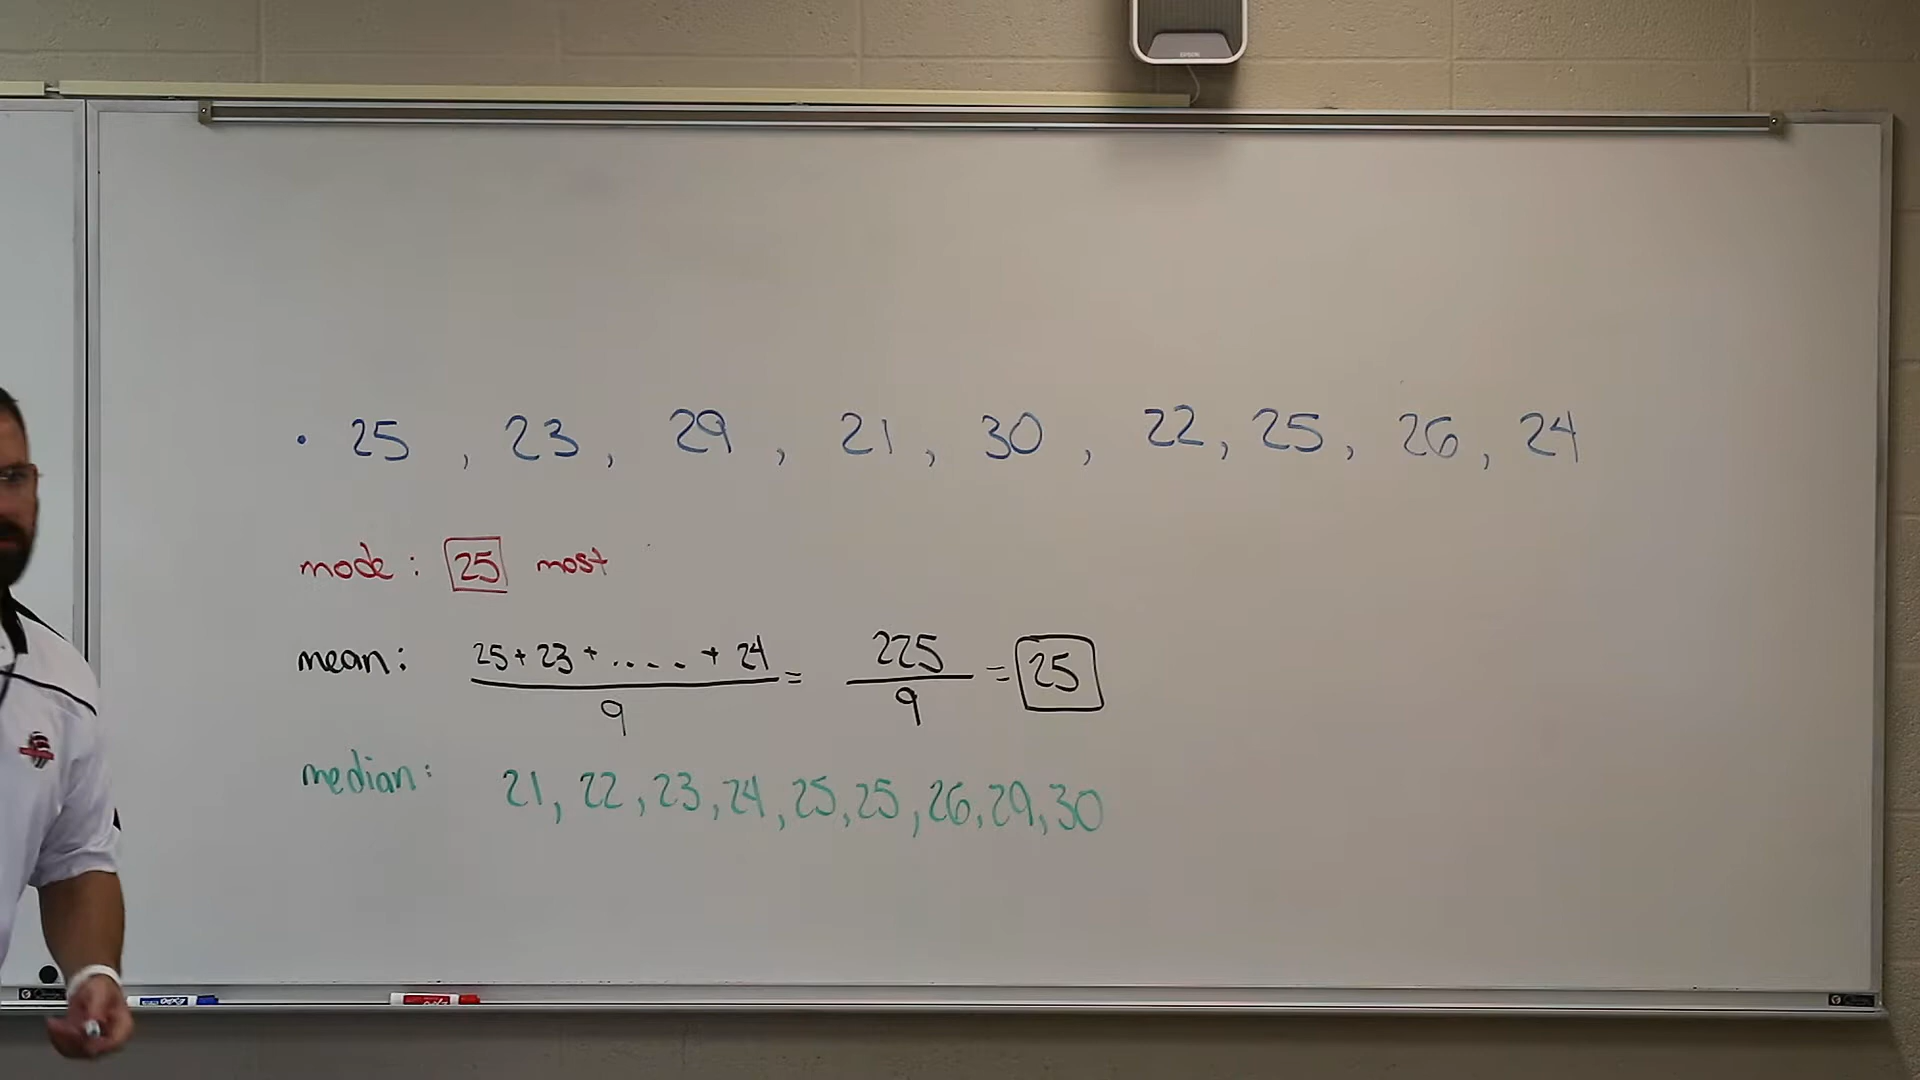 EPSON
• 25 , 23 , 29 , 21 , 30 , 22 , 25 , 26 , 24
mode : 25 most
mean : 25 + 23 + ..... + 24 / 9 = 225 / 9 = 25
median : 21, 22, 23, 24, 25, 25, 26, 29, 30